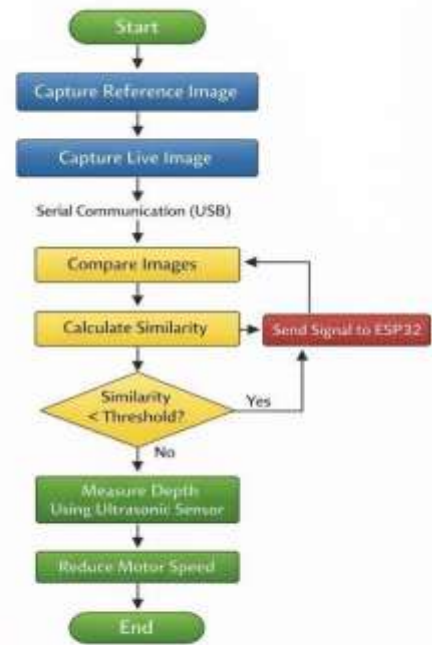 Start
Capture Reference Image
Capture Live Image
Serial Communication (USB)
Compare Images
Calculate Similarity
Send Signal to ESP32
Similarity
< Threshold?
Yes
No
Measure Depth
Using Ultrasonic Sensor
Reduce Motor Speed
End